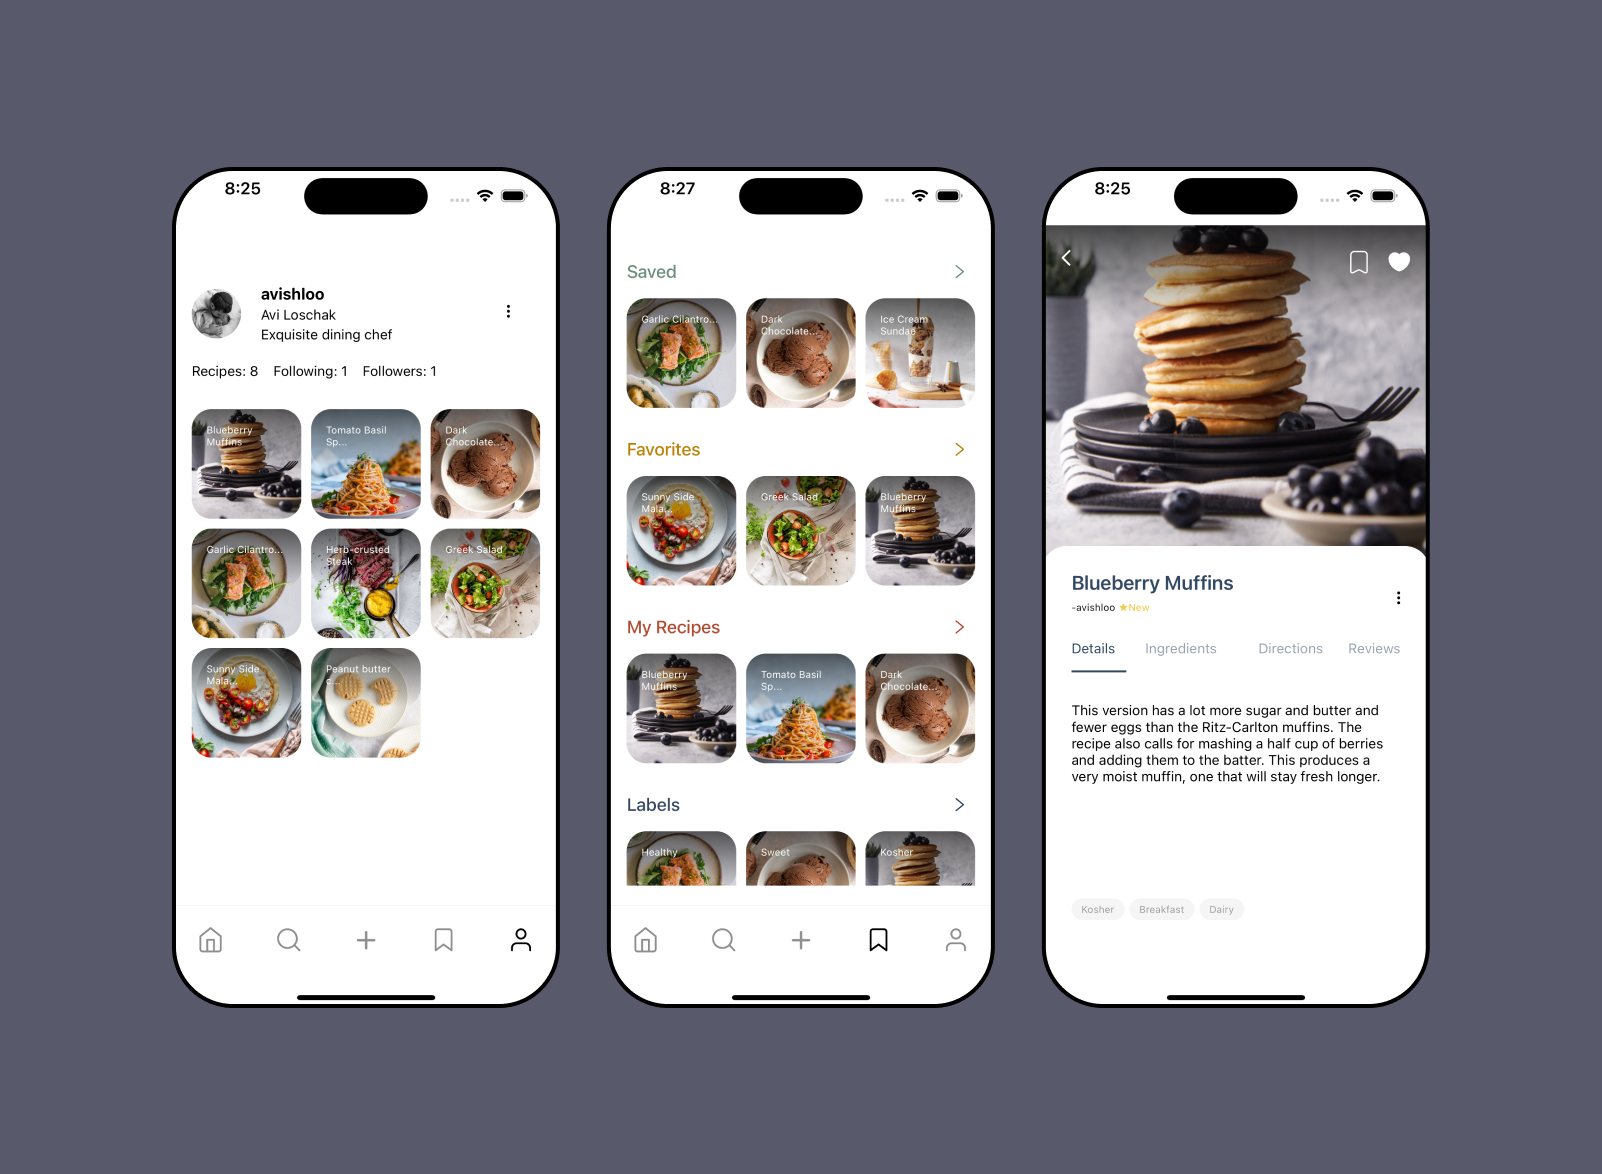 8:25
avishloo
Avi Loschak
Exquisite dining chef
Recipes: 8 Following: 1 Followers: 1
Blueberry
Muffins
Tomato Basil
Sp...
Dark
Chocolate...
Garlic Cilantro...
Herb-crusted
Steak
Greek Salad
Sunny Side
Mala...
Peanut butter
c...
8:27
Saved
Garlic Cilantro...
Dark
Chocolate...
Ice Cream
Sundae
Favorites
Sunny Side
Mala...
Greek Salad
Blueberry
Muffins
My Recipes
Blueberry
Muffins
Tomato Basil
Sp...
Dark
Chocolate...
Labels
Healthy
Sweet
Kosher
8:25
Blueberry Muffins
-avishloo ★New
Details Ingredients Directions Reviews
This version has a lot more sugar and butter and
fewer eggs than the Ritz-Carlton muffins. The
recipe also calls for mashing a half cup of berries
and adding them to the batter. This produces a
very moist muffin, one that will stay fresh longer.
Kosher Breakfast Dairy